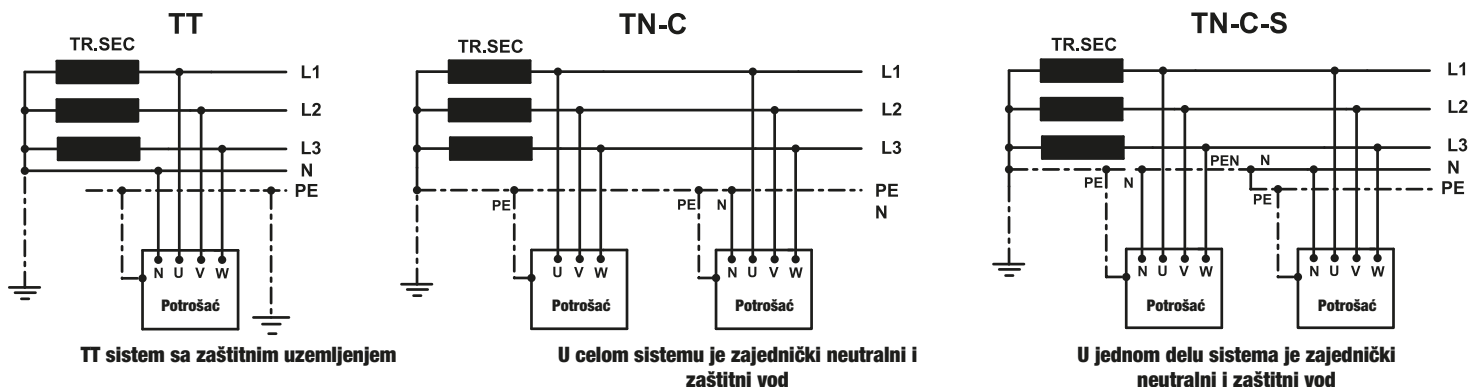 TT
TR.SEC
L1
L2
L3
N
PE
N U V W
Potrošać
TT sistem sa zaštitnim uzemljenjem
TN-C
TR.SEC
L1
L2
L3
PE
N
PE
PE N
U V W
N U V W
Potrošać
Potrošać
U celom sistemu je zajednički neutralni i
zaštitni vod
TN-C-S
TR.SEC
L1
L2
L3
PEN N
N
PE N
PE
PE
N U V W
N U V W
Potrošać
Potrošać
U jednom delu sistema je zajednički
neutralni i zaštitni vod